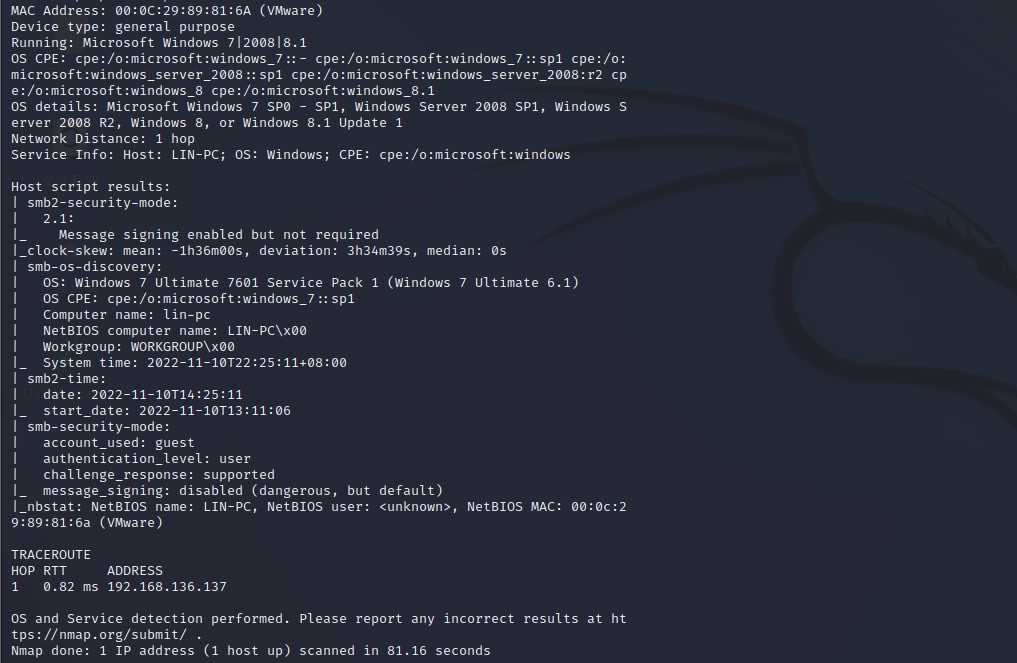 MAC Address: 00:0C:29:89:81:6A (VMware)
Device type: general purpose
Running: Microsoft Windows 7|2008|8.1
OS CPE: cpe:/o:microsoft:windows_7::- cpe:/o:microsoft:windows_7::sp1 cpe:/o:
microsoft:windows_server_2008::sp1 cpe:/o:microsoft:windows_server_2008:r2 cp
e:/o:microsoft:windows_8 cpe:/o:microsoft:windows_8.1
OS details: Microsoft Windows 7 SP0 - SP1, Windows Server 2008 SP1, Windows S
erver 2008 R2, Windows 8, or Windows 8.1 Update 1
Network Distance: 1 hop
Service Info: Host: LIN-PC; OS: Windows; CPE: cpe:/o:microsoft:windows

Host script results:
| smb2-security-mode:
|   2.1:
|_    Message signing enabled but not required
|_clock-skew: mean: -1h36m00s, deviation: 3h34m39s, median: 0s
| smb-os-discovery:
|   OS: Windows 7 Ultimate 7601 Service Pack 1 (Windows 7 Ultimate 6.1)
|   OS CPE: cpe:/o:microsoft:windows_7::sp1
|   Computer name: lin-pc
|   NetBIOS computer name: LIN-PC\x00
|   Workgroup: WORKGROUP\x00
|_  System time: 2022-11-10T22:25:11+08:00
| smb2-time:
|   date: 2022-11-10T14:25:11
|_  start_date: 2022-11-10T13:11:06
| smb-security-mode:
|   account_used: guest
|   authentication_level: user
|   challenge_response: supported
|_  message_signing: disabled (dangerous, but default)
|_nbstat: NetBIOS name: LIN-PC, NetBIOS user: <unknown>, NetBIOS MAC: 00:0c:2
9:89:81:6a (VMware)

TRACEROUTE
HOP RTT     ADDRESS
1   0.82 ms 192.168.136.137

OS and Service detection performed. Please report any incorrect results at ht
tps://nmap.org/submit/ .
Nmap done: 1 IP address (1 host up) scanned in 81.16 seconds